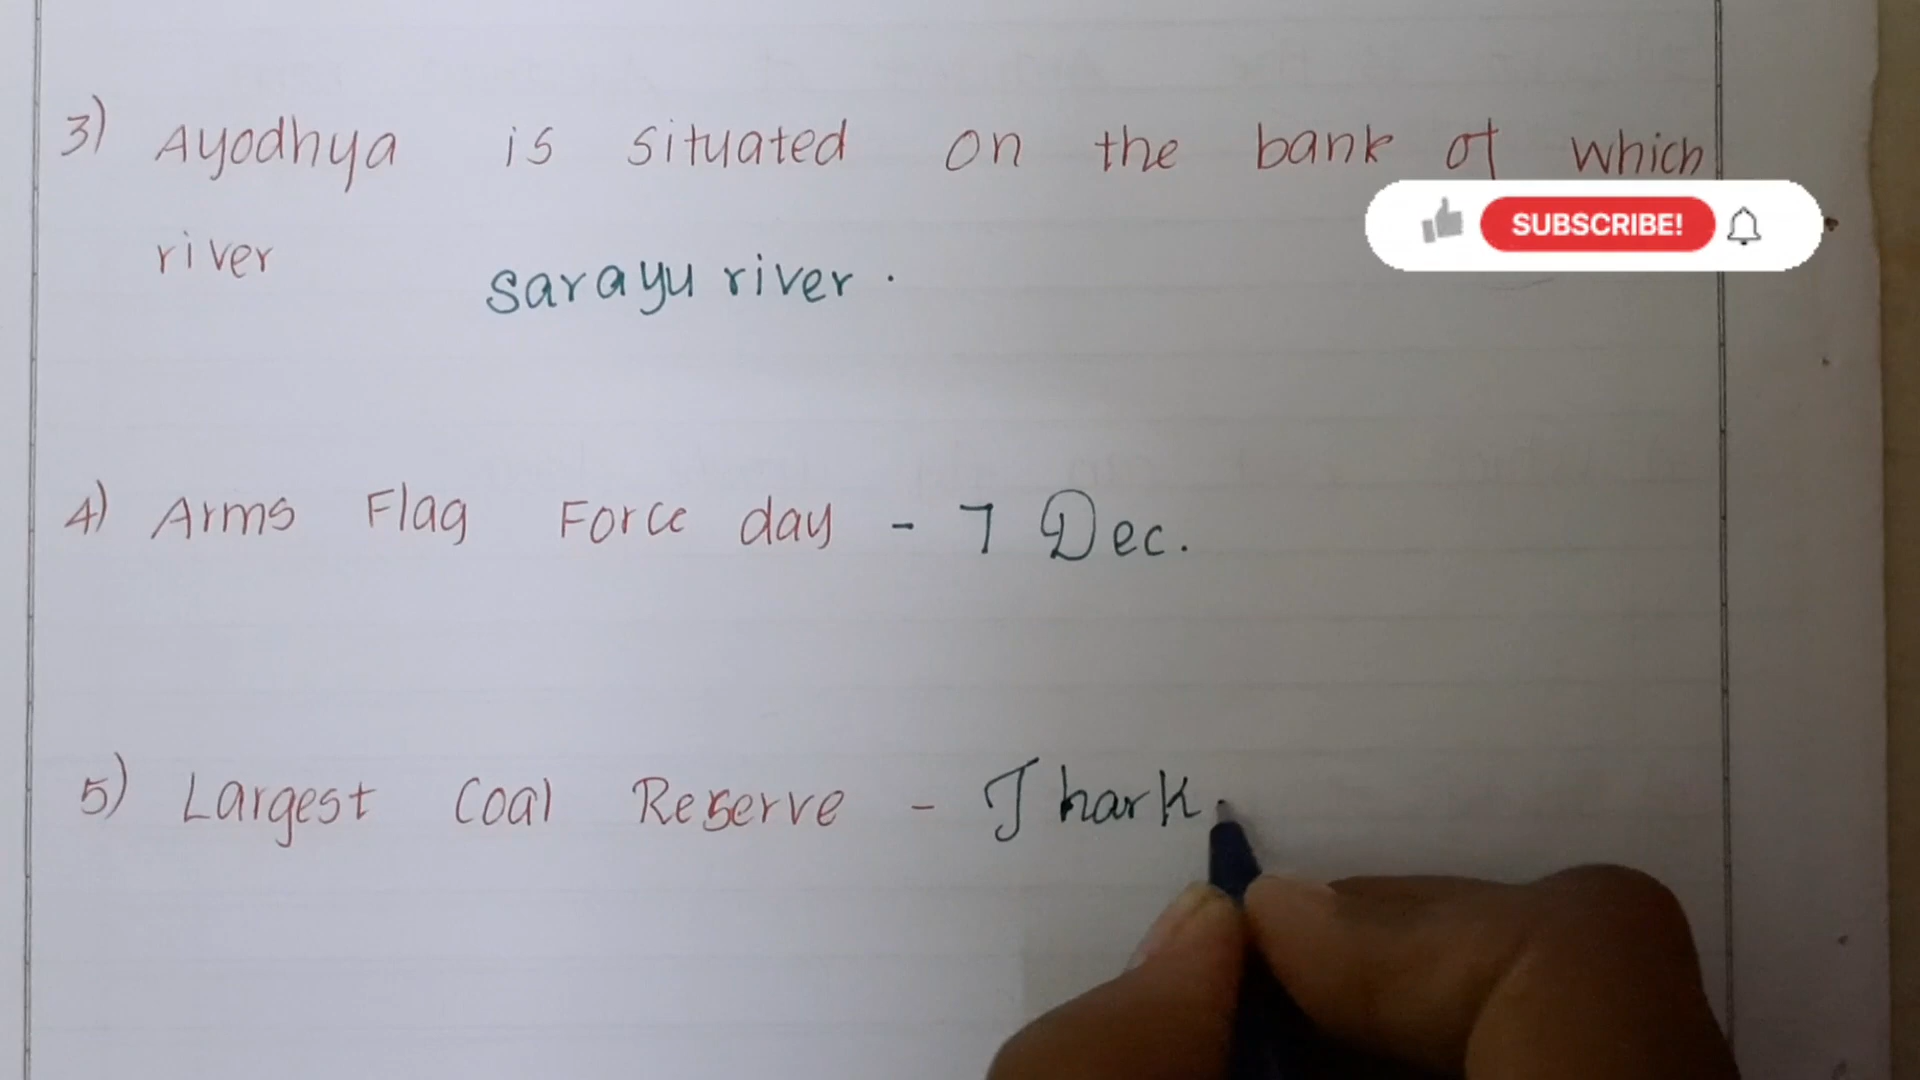 3) Ayodhya is situated on the bank of which
SUBSCRIBE!
river sarayu river.
4) Arms Flag Force day - 7 Dec.
5) Largest Coal Reserve - Jhark